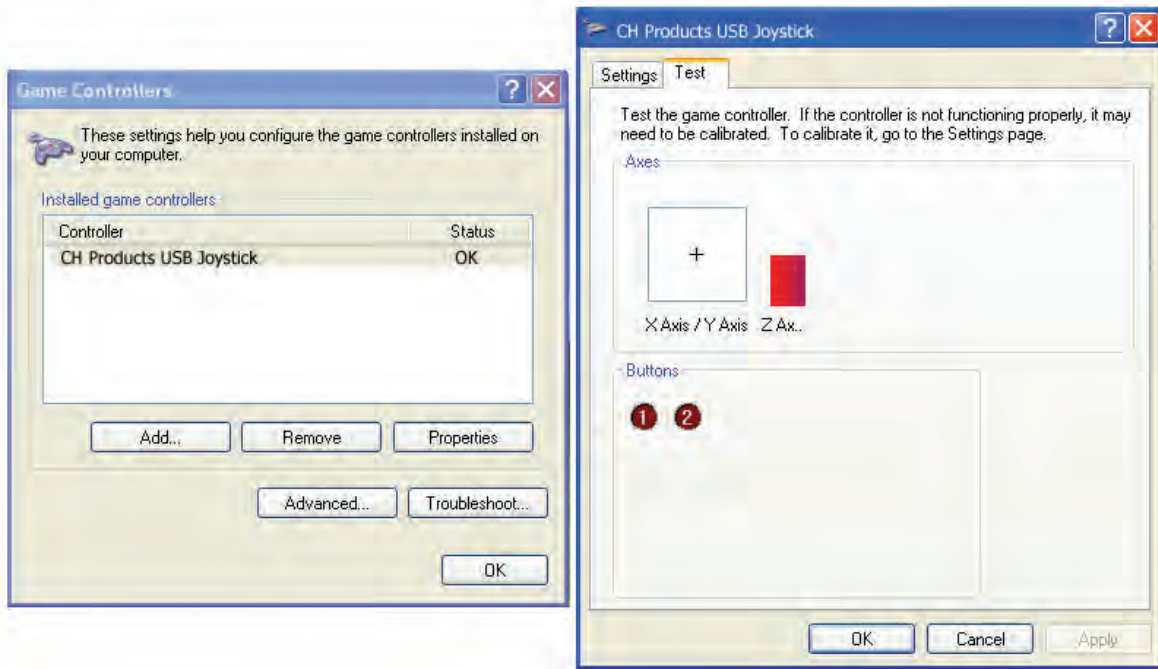 Game Controllers
These settings help you configure the game controllers installed on
your computer.
Installed game controllers
Controller Status
CH Products USB Joystick OK
Add... Remove Properties
Advanced... Troubleshoot...
OK
CH Products USB Joystick
Settings Test
Test the game controller. If the controller is not functioning properly, it may
need to be calibrated. To calibrate it, go to the Settings page.
Axes
X Axis / Y Axis Z Ax..
Buttons
1 2
OK Cancel Apply